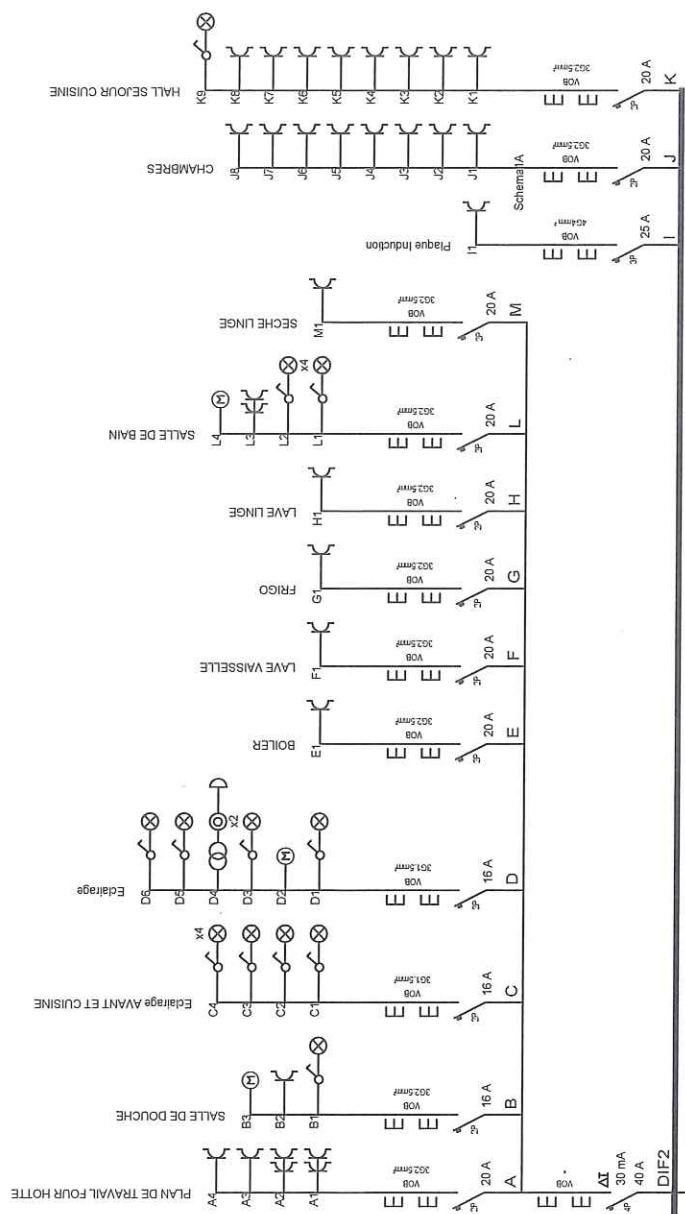 PLAN DE TRAVAIL FOUR HOTTE
A4
A3
A2
A1
VOB
3G2.5mm²
2P
20 A
A
VOB
ΔI
30 mA
40 A
4P
DIF2
SALLE DE DOUCHE
B3
M
B2
B1
VOB
3G2.5mm²
2P
16 A
B
Eclairage AVANT ET CUISINE
C4
x4
C3
C2
C1
VOB
3G1.5mm²
2P
16 A
C
Eclairage
D6
D5
D4
x2
D3
D2
M
D1
VOB
3G1.5mm²
2P
16 A
D
BOILER
E1
VOB
3G2.5mm²
2P
20 A
E
LAVE VAISSELLE
F1
VOB
3G2.5mm²
2P
20 A
F
FRIGO
G1
VOB
3G2.5mm²
2P
20 A
G
LAVE LINGE
H1
VOB
3G2.5mm²
2P
20 A
H
SALLE DE BAIN
L4
M
L3
L2
x4
L1
VOB
3G2.5mm²
2P
20 A
L
SECHE LINGE
M1
VOB
3G2.5mm²
2P
20 A
M
Plaque Induction
I1
VOB
4G4mm²
3P
25 A
I
CHAMBRES
J8
J7
J6
J5
J4
J3
J2
J1
Schema1A
VOB
3G2.5mm²
2P
20 A
J
HALL SEJOUR CUISINE
K9
K8
K7
K6
K5
K4
K3
K2
K1
VOB
3G2.5mm²
2P
20 A
K